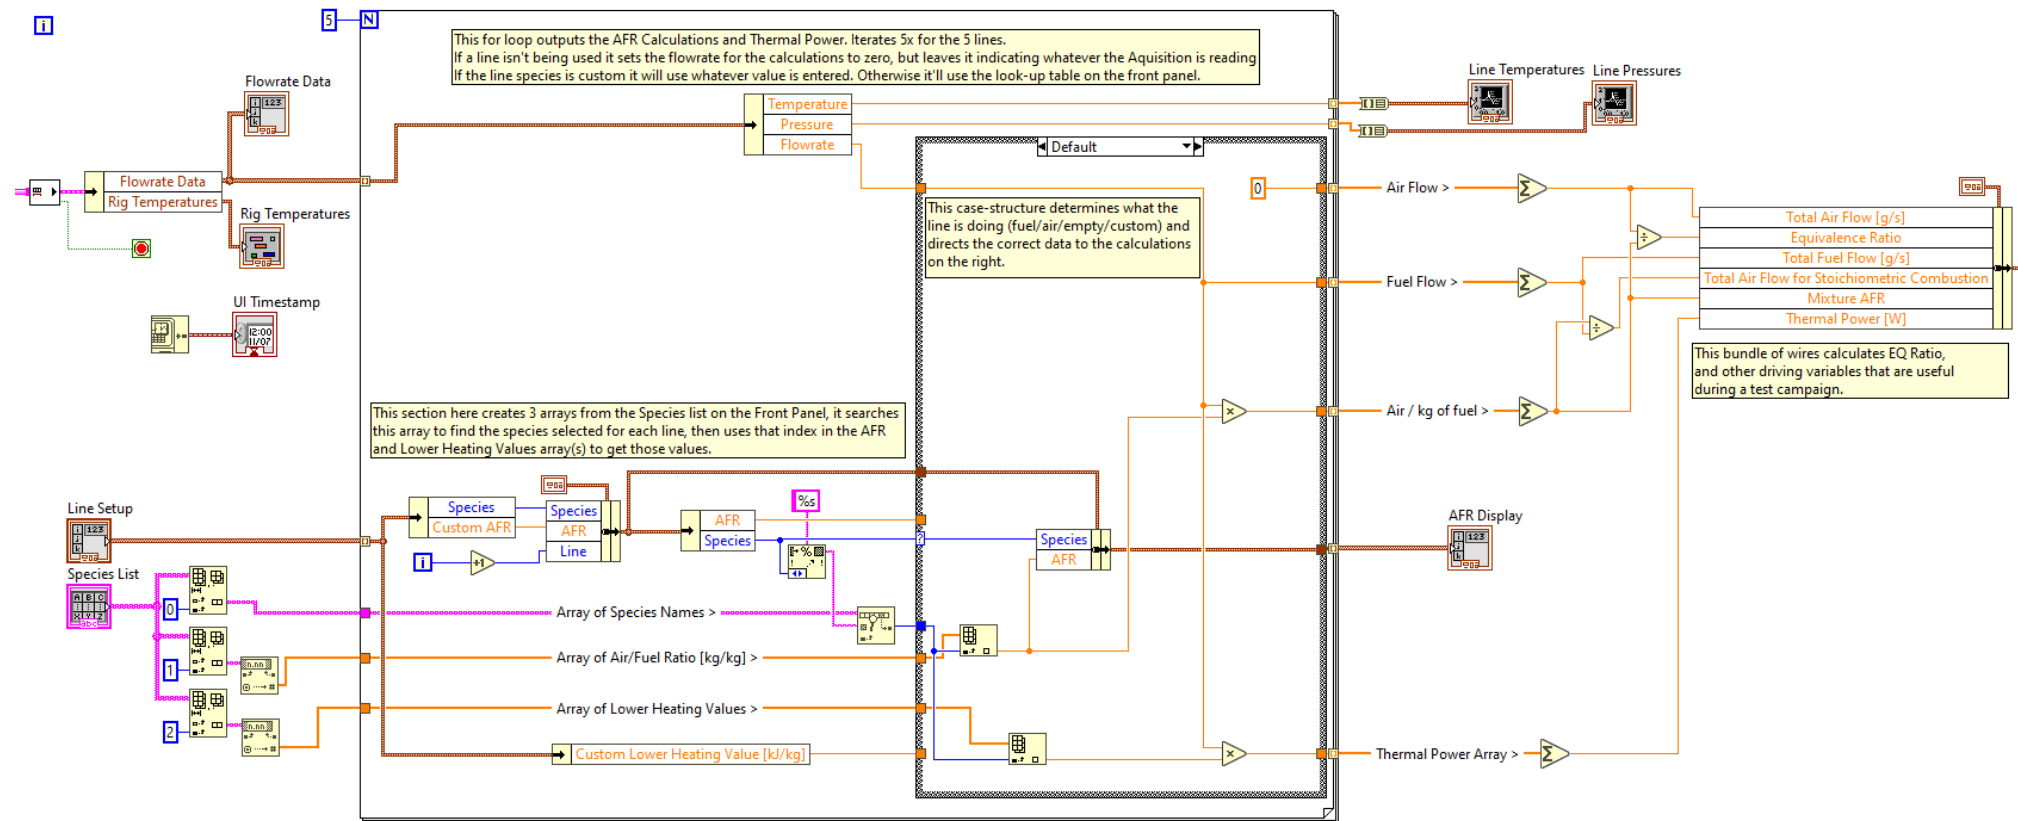 i
5
N
This for loop outputs the AFR Calculations and Thermal Power. Iterates 5x for the 5 lines.
If a line isn't being used it sets the flowrate for the calculations to zero, but leaves it indicating whatever the Aquisition is reading
If the line species is custom it will use whatever value is entered. Otherwise it'll use the look-up table on the front panel.
Flowrate Data
Line Temperatures
Line Pressures
Temperature
Pressure
Flowrate
Default
Flowrate Data
Rig Temperatures
0
Air Flow >
Rig Temperatures
This case-structure determines what the
line is doing (fuel/air/empty/custom) and
directs the correct data to the calculations
on the right.
Total Air Flow [g/s]
Equivalence Ratio
Total Fuel Flow [g/s]
Total Air Flow for Stoichiometric Combustion
Mixture AFR
Thermal Power [W]
Fuel Flow >
UI Timestamp
12:00
11/07
This bundle of wires calculates EQ Ratio,
and other driving variables that are useful
during a test campaign.
This section here creates 3 arrays from the Species list on the Front Panel, it searches
this array to find the species selected for each line, then uses that index in the AFR
and Lower Heating Values array(s) to get those values.
Air / kg of fuel >
Line Setup
Species
Custom AFR
Species
AFR
Line
%s
AFR
Species
Species
AFR
AFR Display
i
+1
Species List
0
Array of Species Names >
1
Array of Air/Fuel Ratio [kg/kg] >
2
Array of Lower Heating Values >
Custom Lower Heating Value [kJ/kg]
Thermal Power Array >